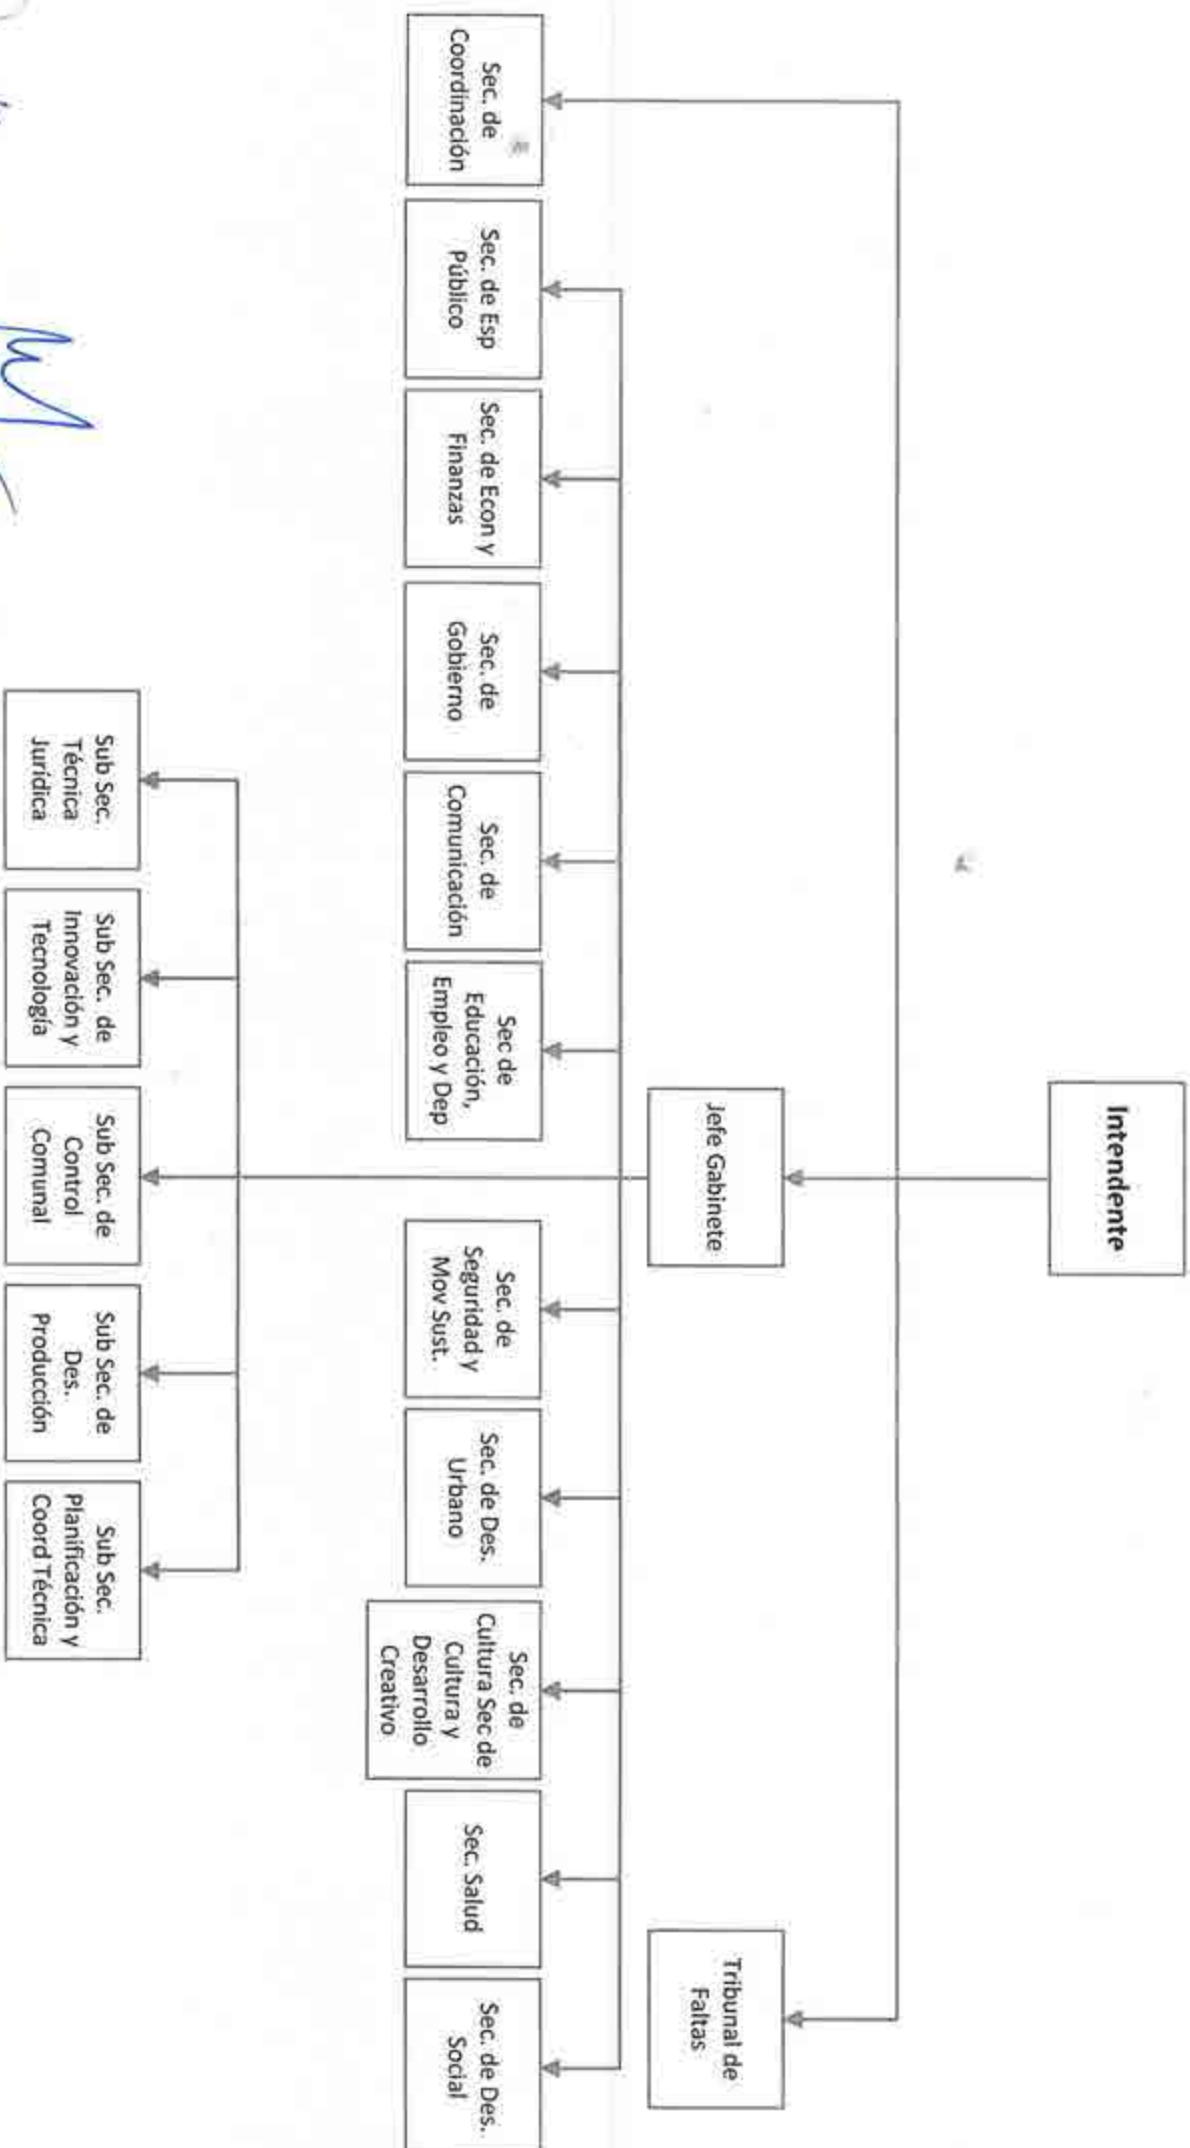 Intendente
Jefe Gabinete
Tribunal de
Faltas
Sec. de
Coordinación
Sec. de Esp
Público
Sec. de Econ y
Finanzas
Sec. de
Gobierno
Sec. de
Comunicación
Sec de
Educación,
Empleo y Dep
Sec. de
Seguridad y
Mov Sust.
Sec. de Des.
Urbano
Sec. de
Cultura Sec de
Cultura y
Desarrollo
Creativo
Sec. Salud
Sec. de Des.
Social
Sub Sec.
Técnica
Jurídica
Sub Sec. de
Innovación y
Tecnología
Sub Sec. de
Control
Comunal
Sub Sec. de
Des.
Producción
Sub Sec.
Planificación y
Coord Técnica